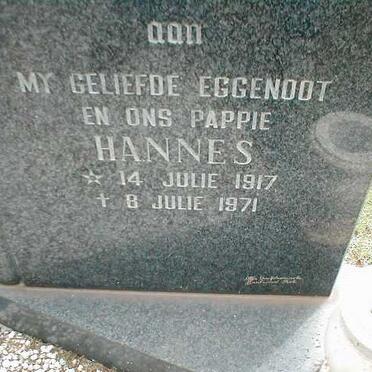 aan
MY GELIEFDE EGGENOOT
EN ONS PAPPIE
HANNES
☆ 14 JULIE 1917
✝ 8 JULIE 1971